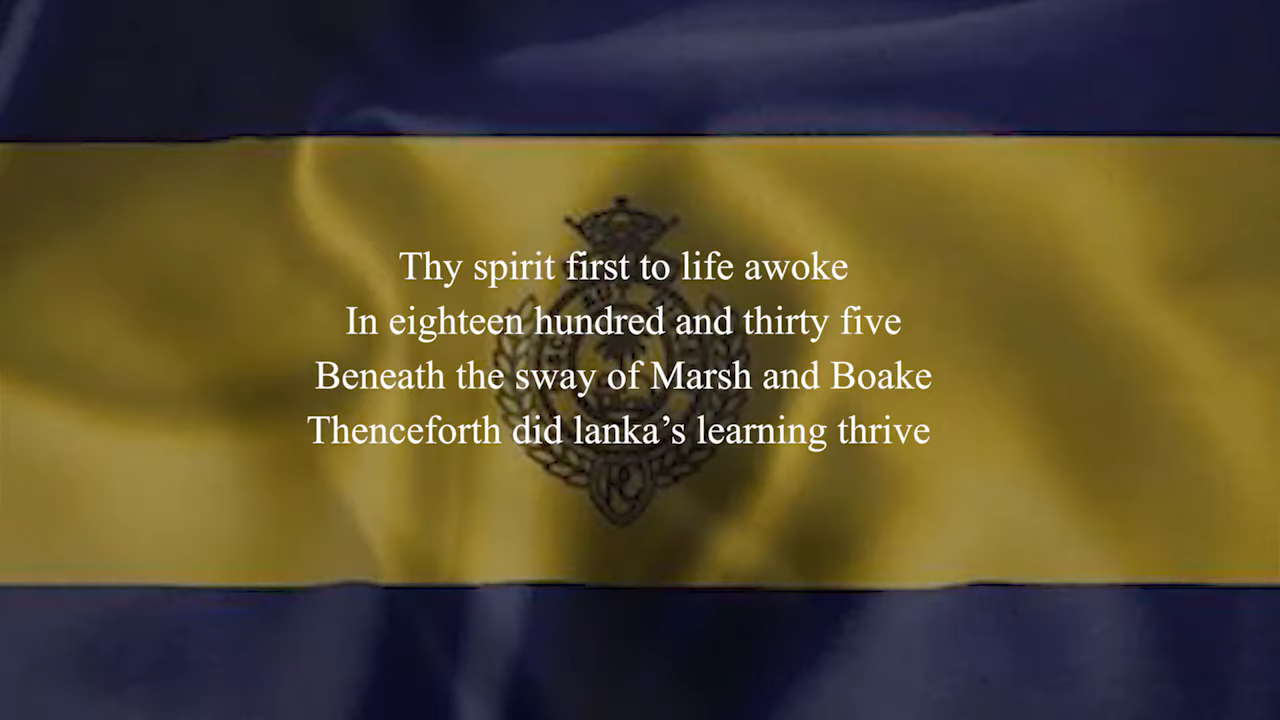 Thy spirit first to life awoke
In eighteen hundred and thirty five
Beneath the sway of Marsh and Boake
Thenceforth did lanka’s learning thrive